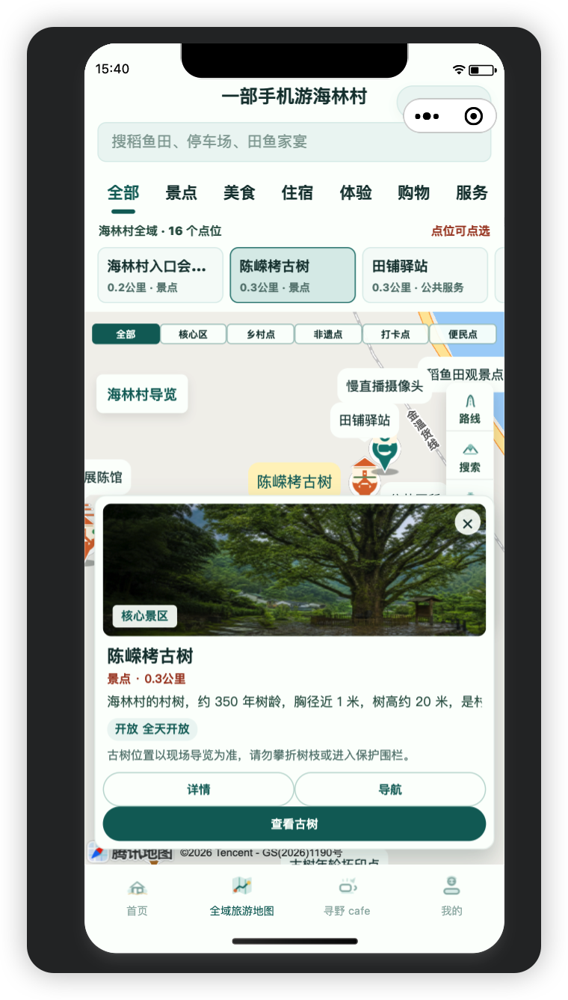 15:40
一部手机游海林村
搜稻鱼田、停车场、田鱼家宴
全部 景点 美食 住宿 体验 购物 服务
海林村全域 · 16 个点位 点位可点选
海林村入口会... 陈嵘栲古树 田铺驿站
0.2公里 · 景点 0.3公里 · 景点 0.3公里 · 公共服务
全部 核心区 乡村点 非遗点 打卡点 便民点
稻鱼田观景点
海林村导览 慢直播摄像头
路线
田铺驿站
金温货线
搜索
展陈馆 陈嵘栲古树
核心景区
陈嵘栲古树
景点 · 0.3公里
海林村的村树，约 350 年树龄，胸径近 1 米，树高约 20 米，是
开放 全天开放
古树位置以现场导览为准，请勿攀折树枝或进入保护围栏。
详情 导航
查看古树
腾讯地图 ©2026 Tencent - GS(2026)1190号
古树年轮拓印点
首页 全域旅游地图 寻野 cafe 我的